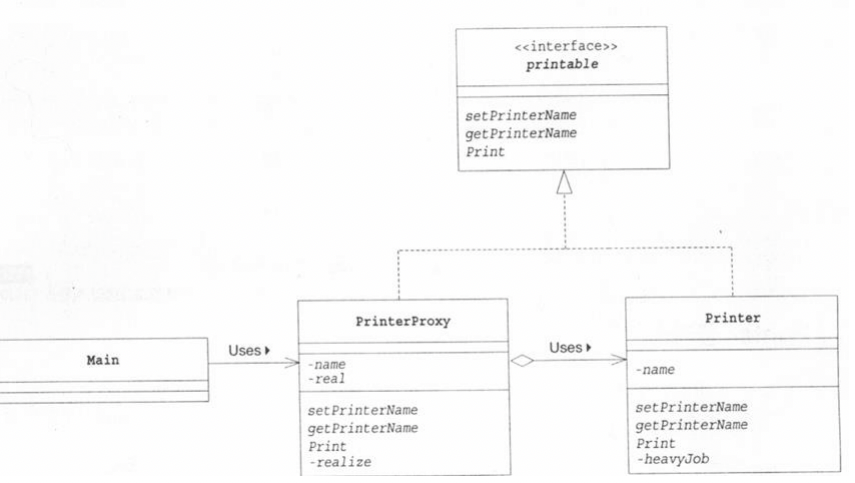 <<interface>>
printable
setPrinterName
getPrinterName
Print
Main
Uses
PrinterProxy
-name
-real
setPrinterName
getPrinterName
Print
-realize
Uses
Printer
-name
setPrinterName
getPrinterName
Print
-heavyJob